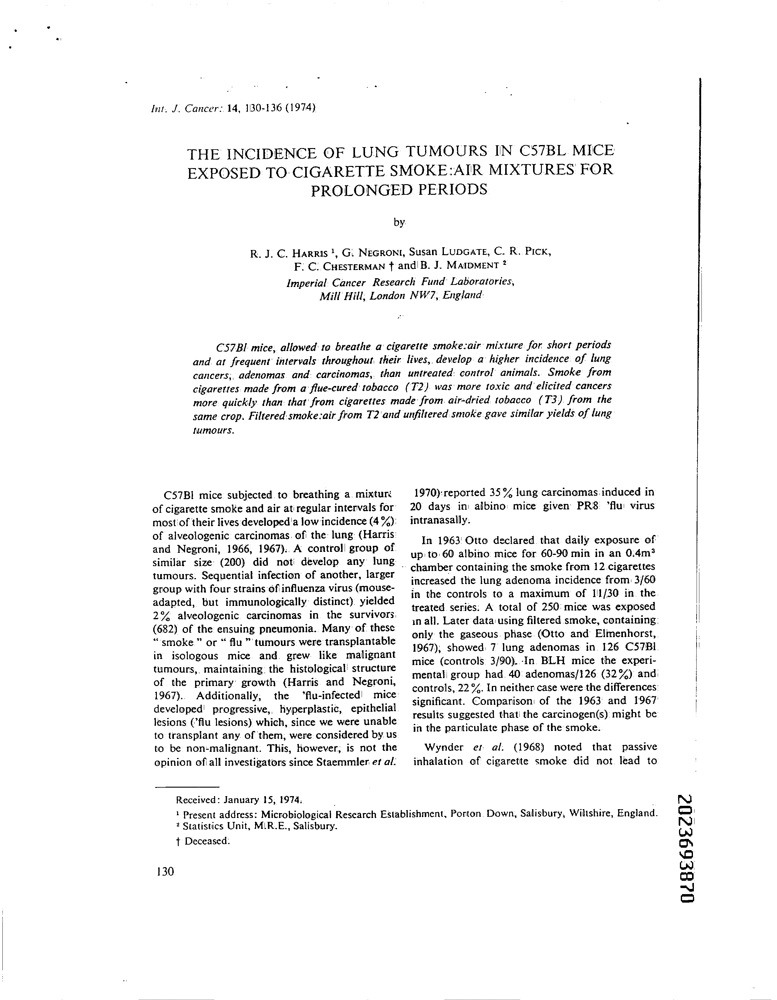 Int. J. Cancer: 14, 130-136 (1974)
THE INCIDENCE OF LUNG TUMOURS IN C57BL MICE
EXPOSED TO CIGARETTE SMOKE:AIR MIXTURES FOR
PROLONGED PERIODS
by
R. J. C. HARRIS ¹, G. NEGRONI, Susan LUDGATE, C. R. PICK,
F. C. CHESTERMAN † and B. J. MAIDMENT ²
Imperial Cancer Research Fund Laboratories,
Mill Hill, London NW7, England
C57Bl mice, allowed to breathe a cigarette smoke:air mixture for short periods
and at frequent intervals throughout their lives, develop a higher incidence of lung
cancers, adenomas and carcinomas, than untreated control animals. Smoke from
cigarettes made from a flue-cured tobacco (T2) was more toxic and elicited cancers
more quickly than that from cigarettes made from air-dried tobacco (T3) from the
same crop. Filtered smoke:air from T2 and unfiltered smoke gave similar yields of lung
tumours.
C57Bl mice subjected to breathing a mixture
of cigarette smoke and air at regular intervals for
most of their lives developed a low incidence (4%)
of alveologenic carcinomas of the lung (Harris
and Negroni, 1966, 1967). A control group of
similar size (200) did not develop any lung
tumours. Sequential infection of another, larger
group with four strains of influenza virus (mouse-
adapted, but immunologically distinct) yielded
2% alveologenic carcinomas in the survivors
(682) of the ensuing pneumonia. Many of these
" smoke " or " flu " tumours were transplantable
in isologous mice and grew like malignant
tumours, maintaining the histological structure
of the primary growth (Harris and Negroni,
1967). Additionally, the 'flu-infected mice
developed progressive, hyperplastic, epithelial
lesions ('flu lesions) which, since we were unable
to transplant any of them, were considered by us
to be non-malignant. This, however, is not the
opinion of all investigators since Staemmler et al.
1970) reported 35% lung carcinomas induced in
20 days in albino mice given PR8 'flu virus
intranasally.
In 1963 Otto declared that daily exposure of
up to 60 albino mice for 60-90 min in an 0.4m³
chamber containing the smoke from 12 cigarettes
increased the lung adenoma incidence from 3/60
in the controls to a maximum of 11/30 in the
treated series. A total of 250 mice was exposed
in all. Later data using filtered smoke, containing
only the gaseous phase (Otto and Elmenhorst,
1967), showed 7 lung adenomas in 126 C57Bl
mice (controls 3/90). In BLH mice the experi-
mental group had 40 adenomas/126 (32%) and
controls, 22%. In neither case were the differences
significant. Comparison of the 1963 and 1967
results suggested that the carcinogen(s) might be
in the particulate phase of the smoke.
Wynder et al. (1968) noted that passive
inhalation of cigarette smoke did not lead to
Received: January 15, 1974.
¹ Present address: Microbiological Research Establishment, Porton Down, Salisbury, Wiltshire, England.
² Statistics Unit, M.R.E., Salisbury.
† Deceased.
130
2023693870